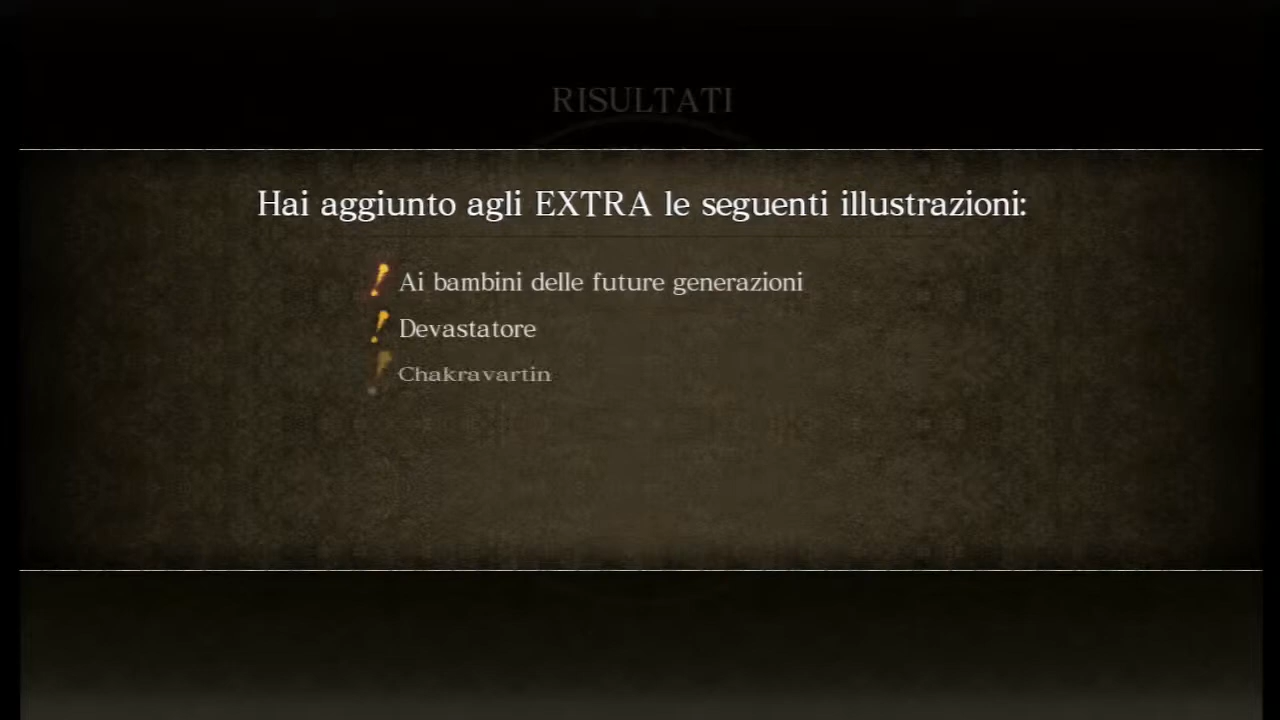 RISULTATI
Hai aggiunto agli EXTRA le seguenti illustrazioni:
Ai bambini delle future generazioni
Devastatore
Chakravartin